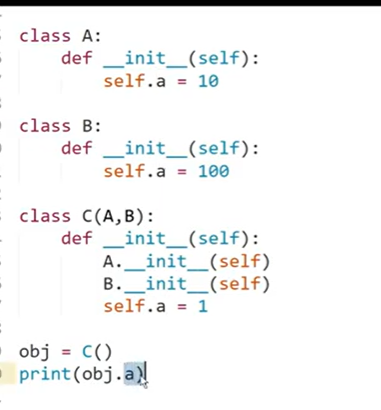 class A:
    def __init__(self):
        self.a = 10
class B:
    def __init__(self):
        self.a = 100
class C(A,B):
    def __init__(self):
        A.__init__(self)
        B.__init__(self)
        self.a = 1
obj = C()
print(obj.a)